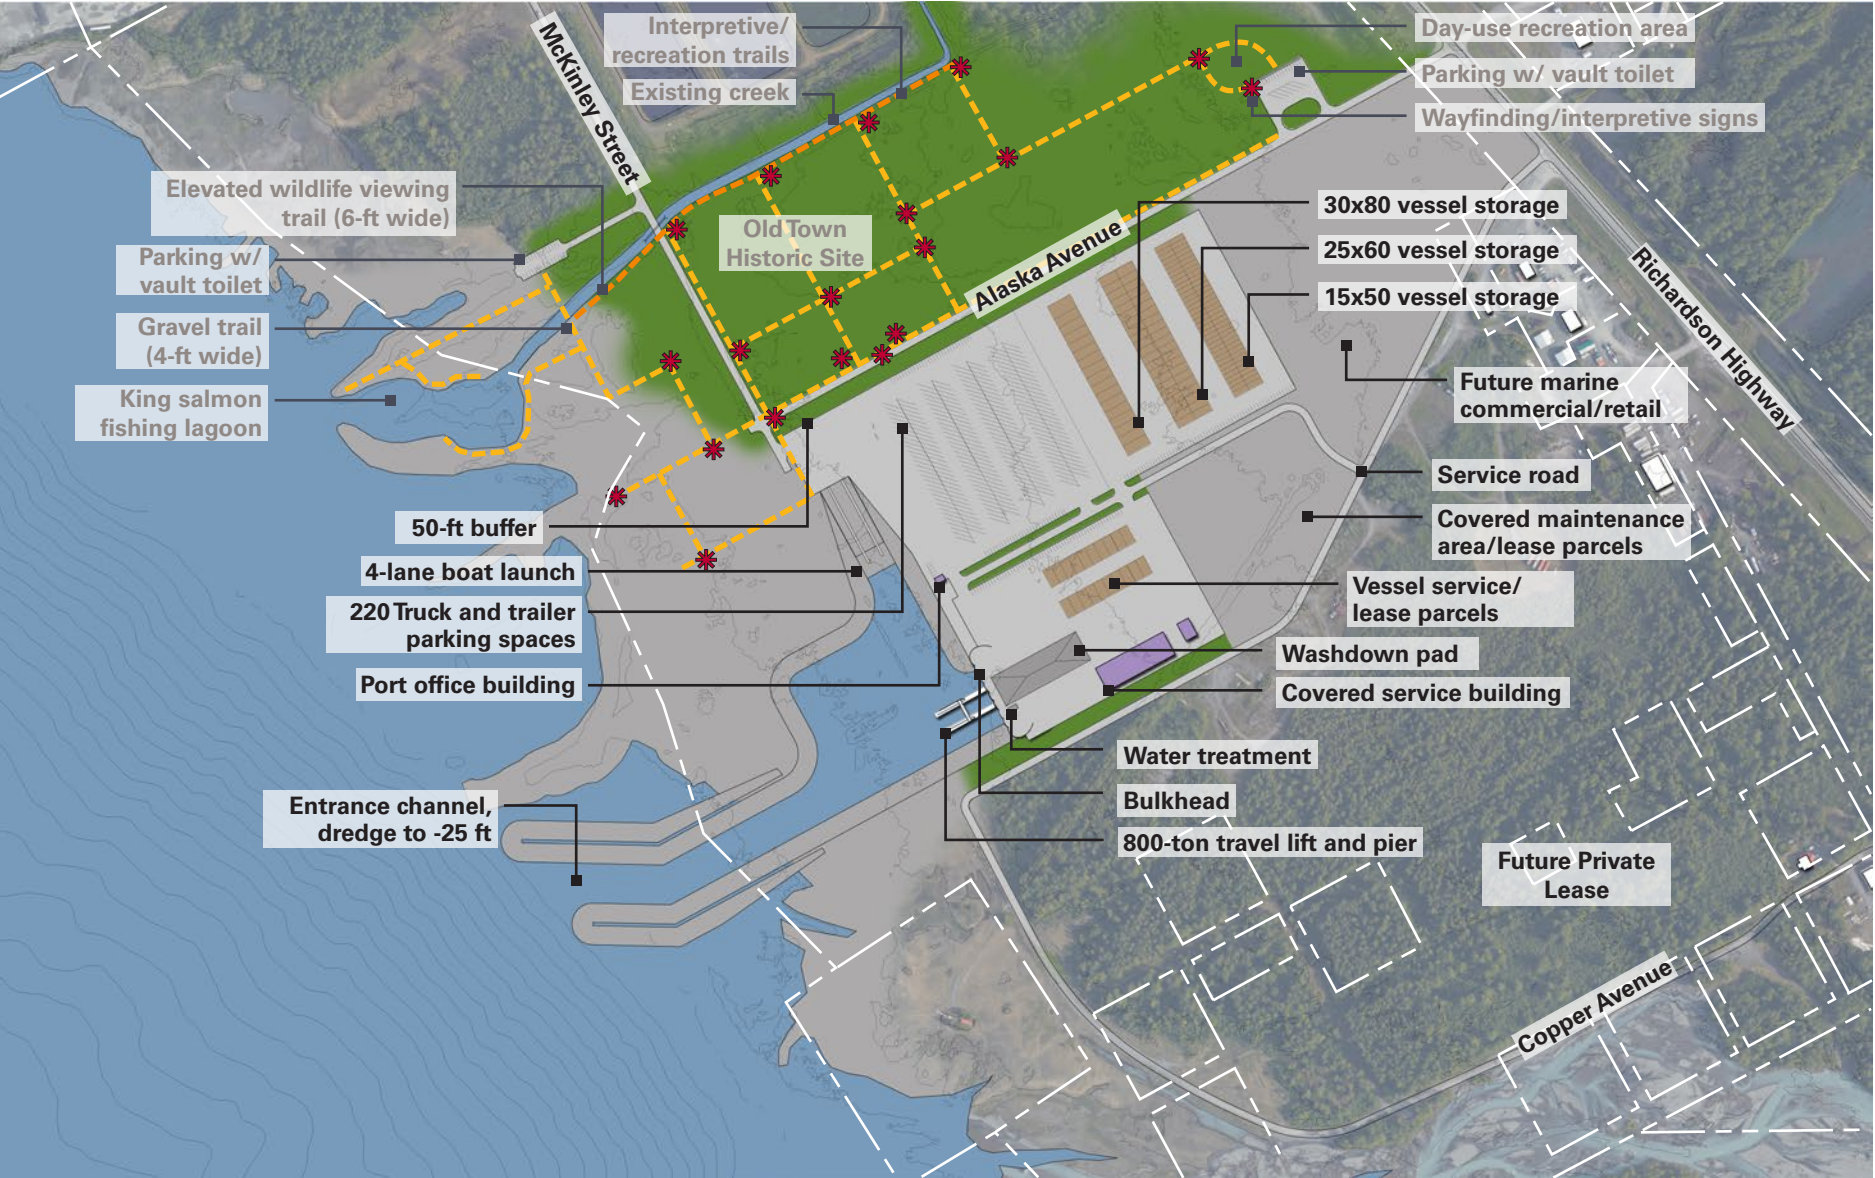 McKinley Street
Interpretive/
recreation trails
Existing creek
Day-use recreation area
Parking w/ vault toilet
Wayfinding/interpretive signs
Elevated wildlife viewing
trail (6-ft wide)
Parking w/
vault toilet
Gravel trail
(4-ft wide)
King salmon
fishing lagoon
Old Town
Historic Site
Alaska Avenue
30x80 vessel storage
25x60 vessel storage
15x50 vessel storage
Richardson Highway
Future marine
commercial/retail
Service road
Covered maintenance
area/lease parcels
Vessel service/
lease parcels
Washdown pad
Covered service building
50-ft buffer
4-lane boat launch
220 Truck and trailer
parking spaces
Port office building
Water treatment
Bulkhead
800-ton travel lift and pier
Entrance channel,
dredge to -25 ft
Future Private
Lease
Copper Avenue